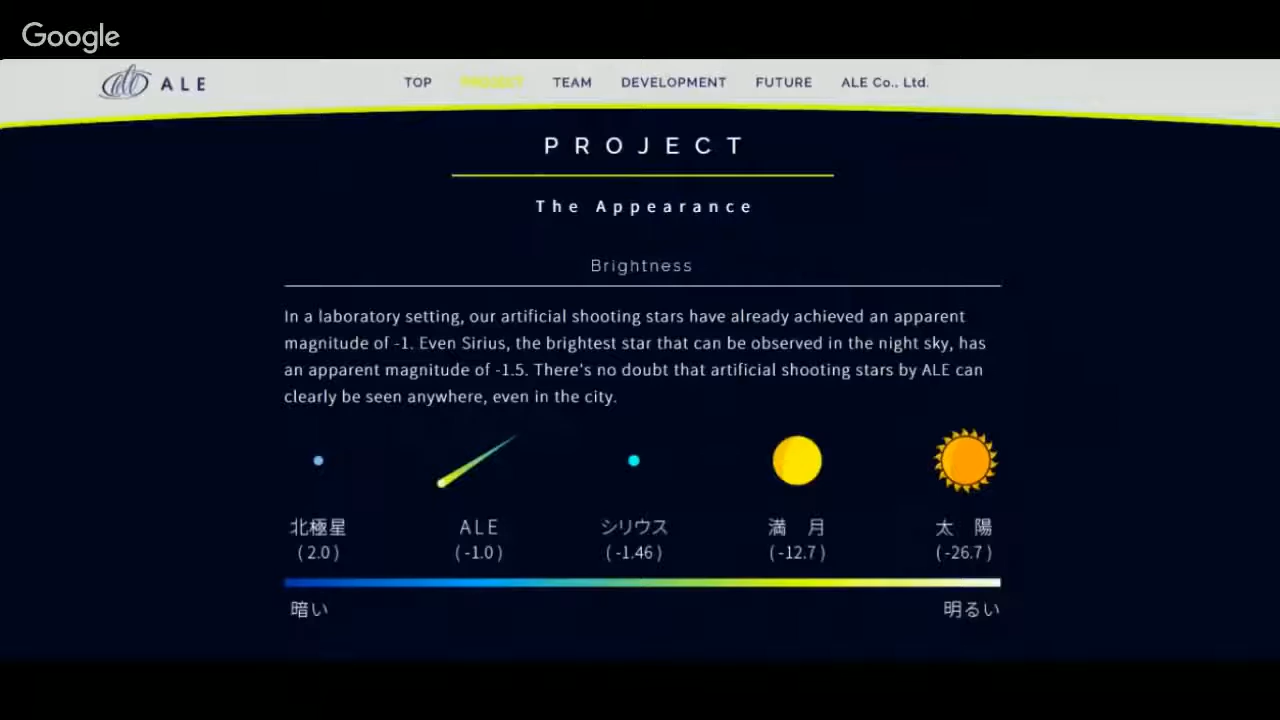 Google
ALE
TOP PROJECT TEAM DEVELOPMENT FUTURE ALE Co., Ltd.
PROJECT
The Appearance
Brightness
In a laboratory setting, our artificial shooting stars have already achieved an apparent
magnitude of -1. Even Sirius, the brightest star that can be observed in the night sky, has
an apparent magnitude of -1.5. There's no doubt that artificial shooting stars by ALE can
clearly be seen anywhere, even in the city.
北極星 ALE シリウス 満 月 太 陽
( 2.0 ) ( -1.0 ) ( -1.46 ) ( -12.7 ) ( -26.7 )
暗い 明るい